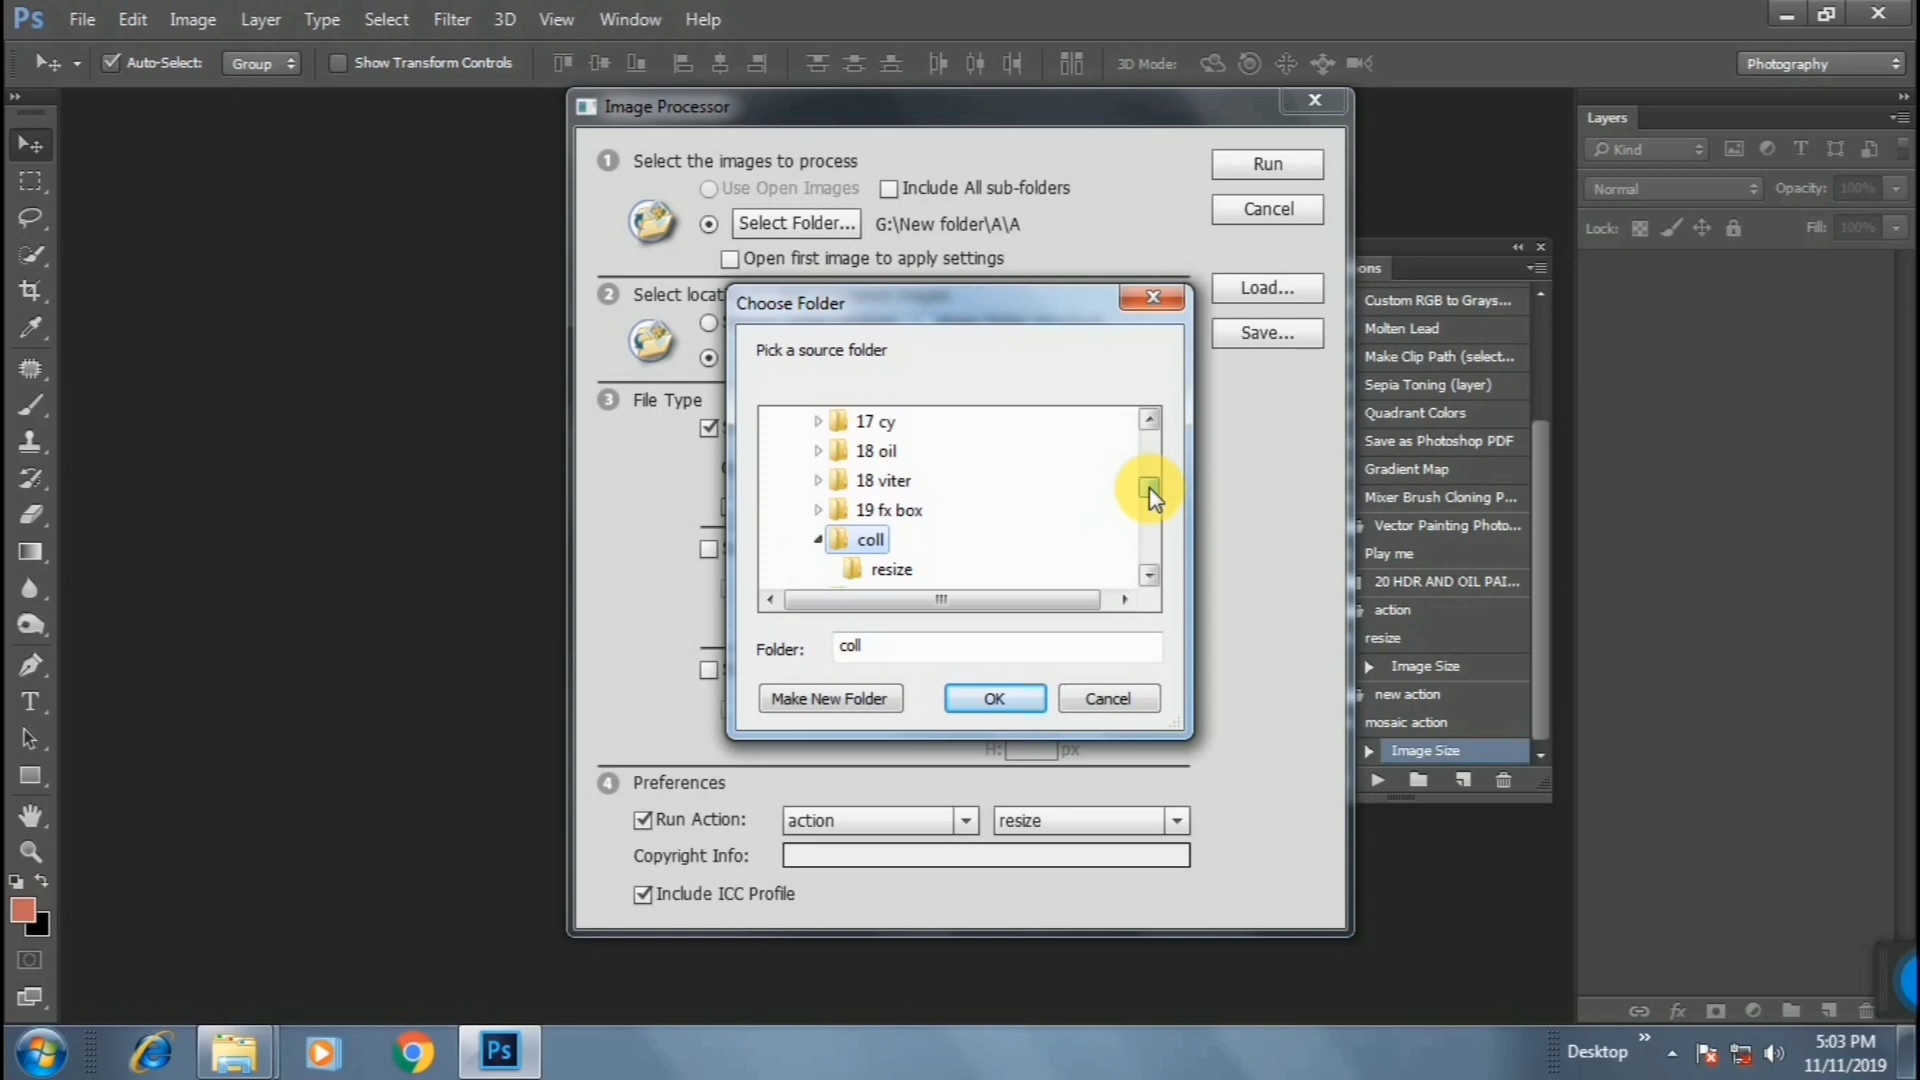 Ps File Edit Image Layer Type Select Filter 3D View Window Help
Auto-Select: Group Show Transform Controls 3D Mode: Photography
Image Processor
1 Select the images to process
Use Open Images Include All sub-folders
Select Folder... G:\New folder\A\A
Open first image to apply settings
Run
Cancel
Load...
Save...
2 Select loca
Choose Folder
Pick a source folder
17 cy
18 oil
18 viter
19 fx box
coll
resize
Folder: coll
Make New Folder OK Cancel
3 File Type
H: px
4 Preferences
Run Action: action resize
Copyright Info:
Include ICC Profile
ons
Custom RGB to Grays...
Molten Lead
Make Clip Path (select...
Sepia Toning (layer)
Quadrant Colors
Save as Photoshop PDF
Gradient Map
Mixer Brush Cloning P...
Vector Painting Photo...
Play me
20 HDR AND OIL PAI...
action
resize
Image Size
new action
mosaic action
Image Size
Layers
Kind
Normal Opacity: 100%
Lock: Fill: 100%
fx
Ps
Desktop
5:03 PM
11/11/2019